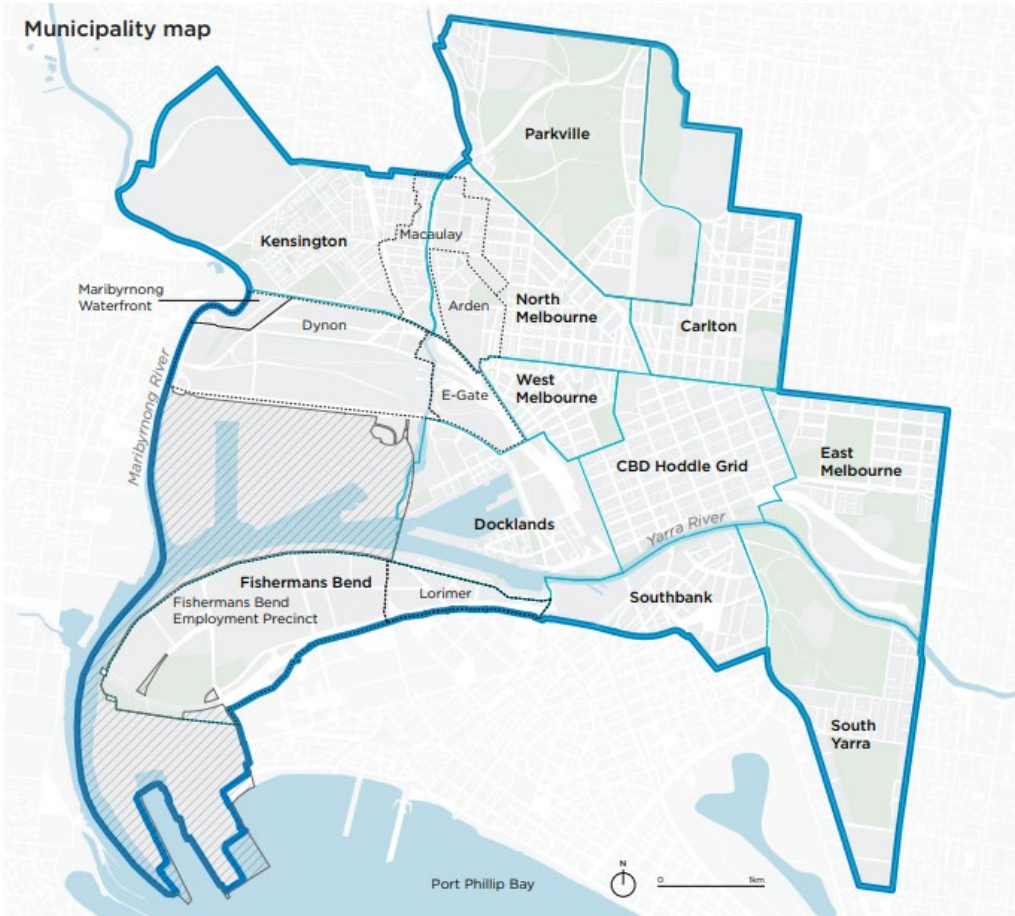 Municipality map
Parkville
Kensington
Macaulay
Maribyrnong
Waterfront
Dynon
Arden
North
Melbourne
Carlton
Maribyrnong River
E-Gate
West
Melbourne
CBD Hoddle Grid
East
Melbourne
Docklands
Yarra River
Fishermans Bend
Fishermans Bend
Employment Precinct
Lorimer
Southbank
South
Yarra
Port Phillip Bay
N
0 1km